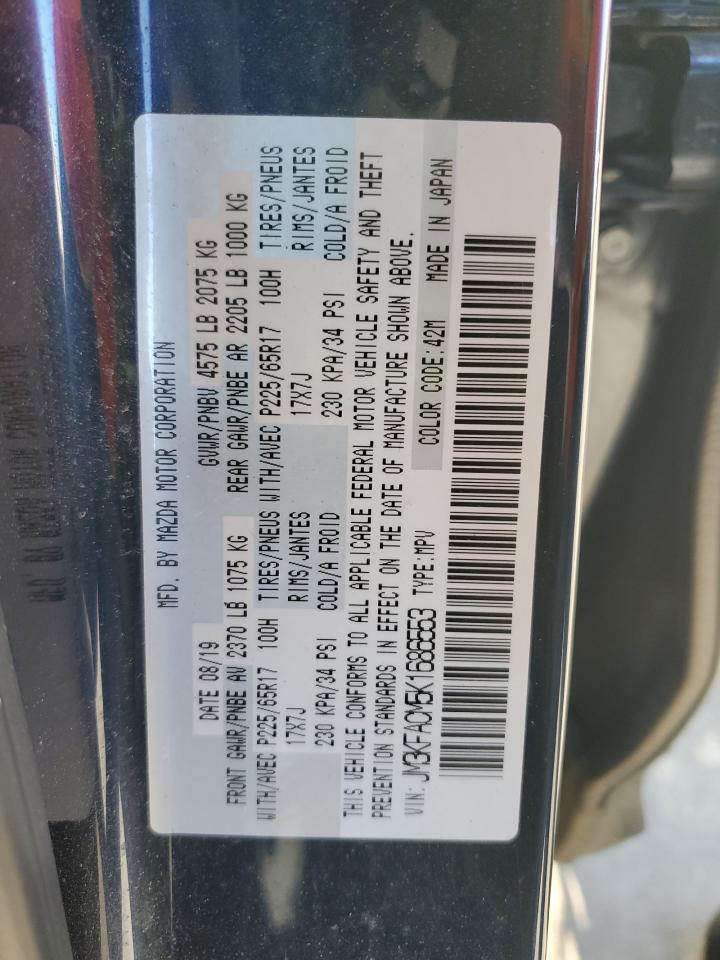 MFD. BY MAZDA MOTOR CORPORATION
DATE 08/19 GVWR/PNBV 4575 LB 2075 KG
FRONT GAWR/PNBE AV 2370 LB 1075 KG REAR GAWR/PNBE AR 2205 LB 1000 KG
WITH/AVEC P225/65R17 100H TIRES/PNEUS WITH/AVEC P225/65R17 100H TIRES/PNEUS
17X7J RIMS/JANTES 17X7J RIMS/JANTES
230 KPA/34 PSI COLD/A FROID 230 KPA/34 PSI COLD/A FROID
THIS VEHICLE CONFORMS TO ALL APPLICABLE FEDERAL MOTOR VEHICLE SAFETY AND THEFT
PREVENTION STANDARDS IN EFFECT ON THE DATE OF MANUFACTURE SHOWN ABOVE.
VIN: JM3KFACM5K1686553 TYPE:MPV COLOR CODE:42M MADE IN JAPAN